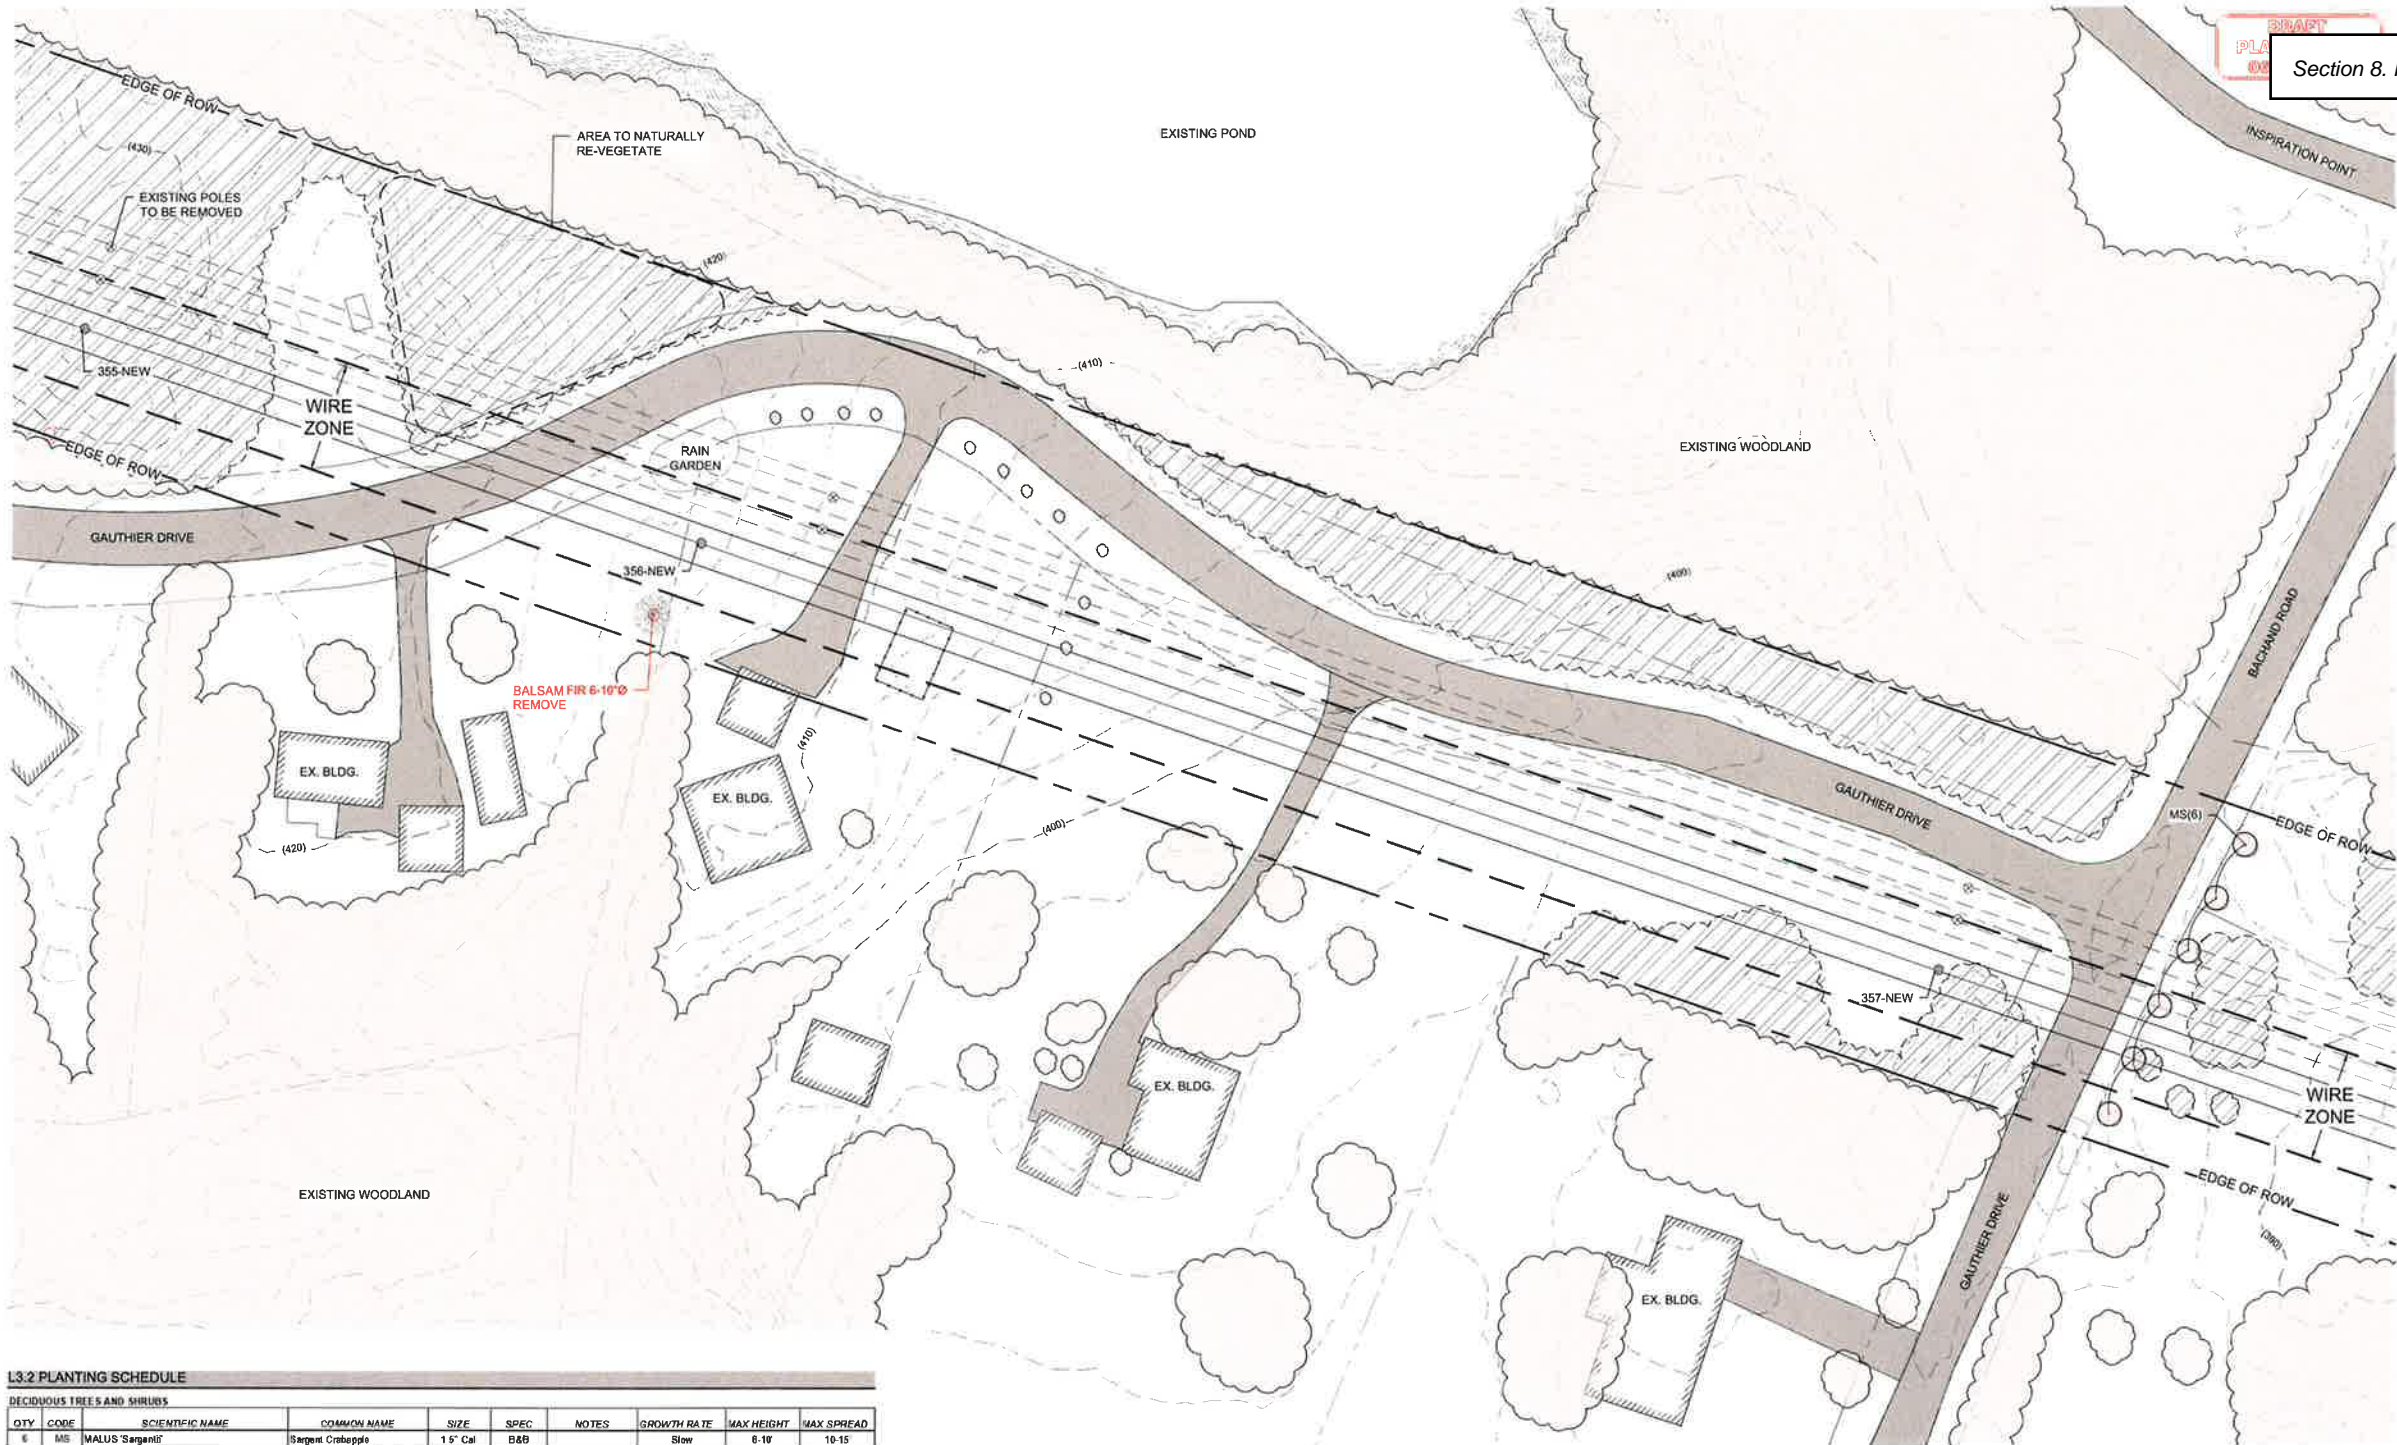 DRAFT
Section 8.
INSPIRATION POINT
EDGE OF ROW
AREA TO NATURALLY
RE-VEGETATE
EXISTING POND
(430)
EXISTING POLES
TO BE REMOVED
(420)
355-NEW
WIRE
ZONE
(410)
EDGE OF ROW
RAIN
GARDEN
EXISTING WOODLAND
GAUTHIER DRIVE
356-NEW
(400)
BACHAND ROAD
BALSAM FIR 6-10"Ø
REMOVE
EX. BLDG.
(410)
EX. BLDG.
GAUTHIER DRIVE
MS(6)
EDGE OF ROW
(420)
(400)
357-NEW
EX. BLDG.
WIRE
ZONE
EXISTING WOODLAND
EDGE OF ROW
GAUTHIER DRIVE
(390)
EX. BLDG.
L3.2 PLANTING SCHEDULE
DECIDUOUS TREES AND SHRUBS
QTY CODE SCIENTIFIC NAME COMMON NAME SIZE SPEC NOTES GROWTH RATE MAX HEIGHT MAX SPREAD
6 MS MALUS 'Sargentii' Sargent Crabapple 1.5" Cal B&B Slow 8-10' 10-15'